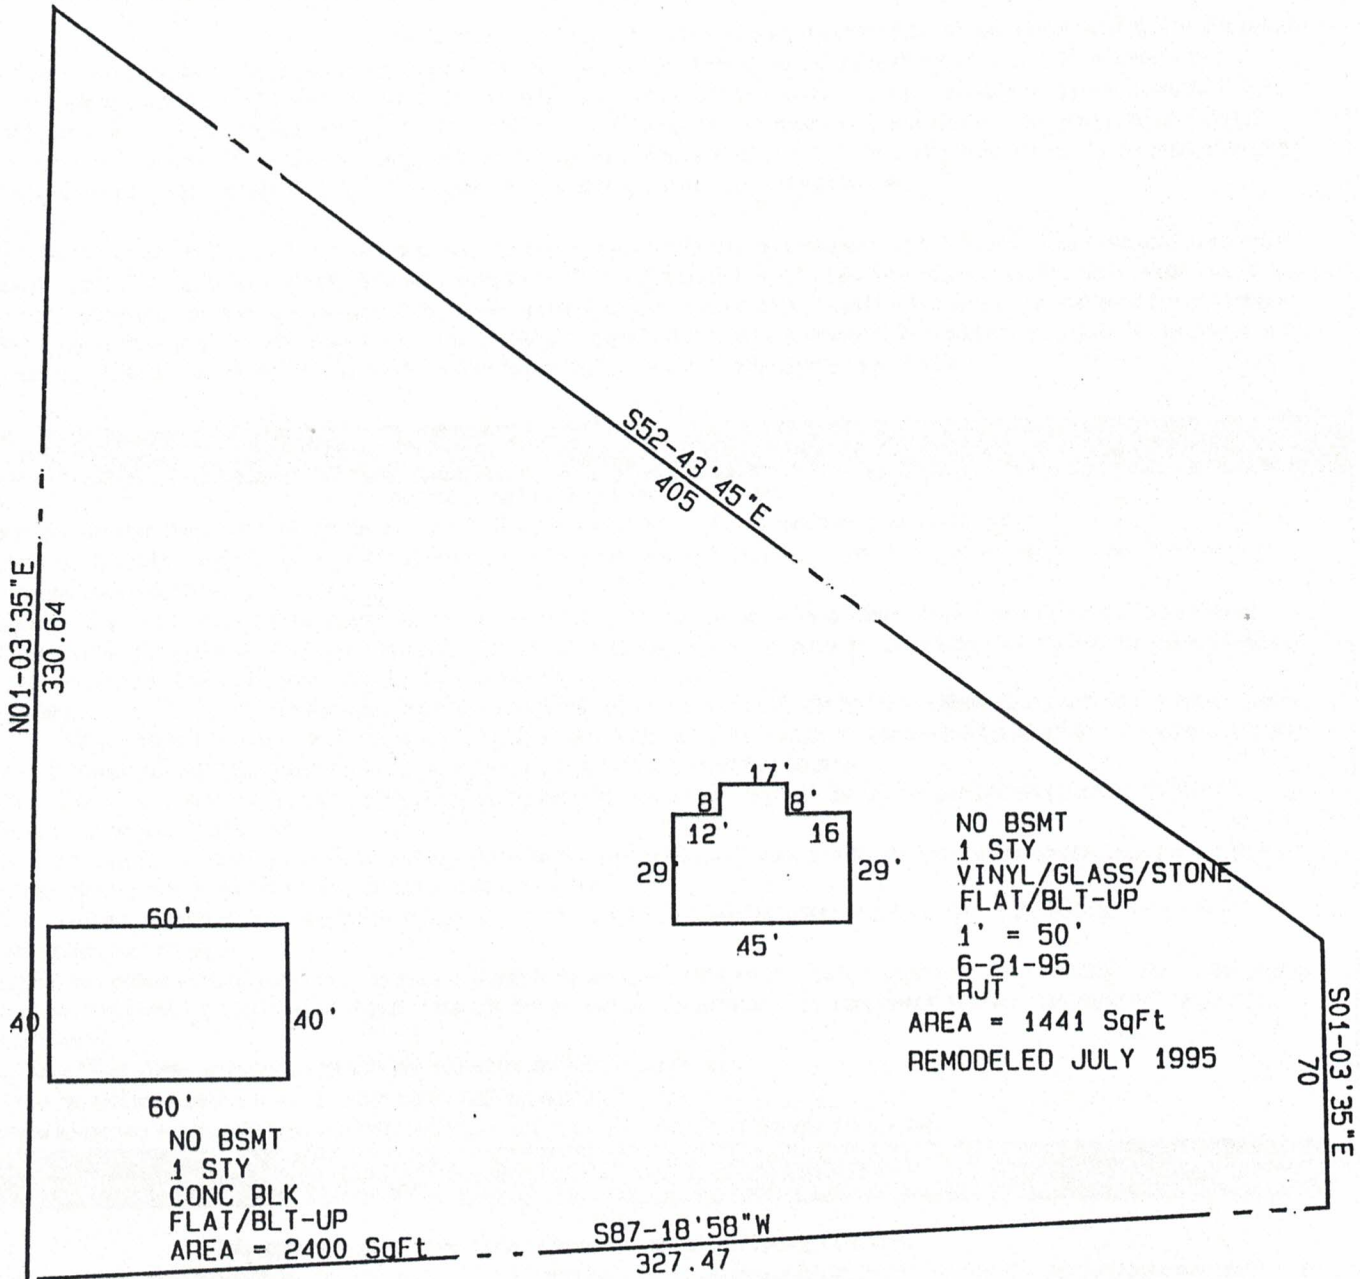 S52-43'45"E
405
N01-03'35"E
330.64
17'
8
8'
12'
16
29
29'
45'
NO BSMT
1 STY
VINYL/GLASS/STONE
FLAT/BLT-UP
1' = 50'
6-21-95
RJT
AREA = 1441 SqFt
REMODELED JULY 1995
60'
40
40'
60'
NO BSMT
1 STY
CONC BLK
FLAT/BLT-UP
AREA = 2400 SqFt
S01-03'35"E
70
S87-18'58"W
327.47